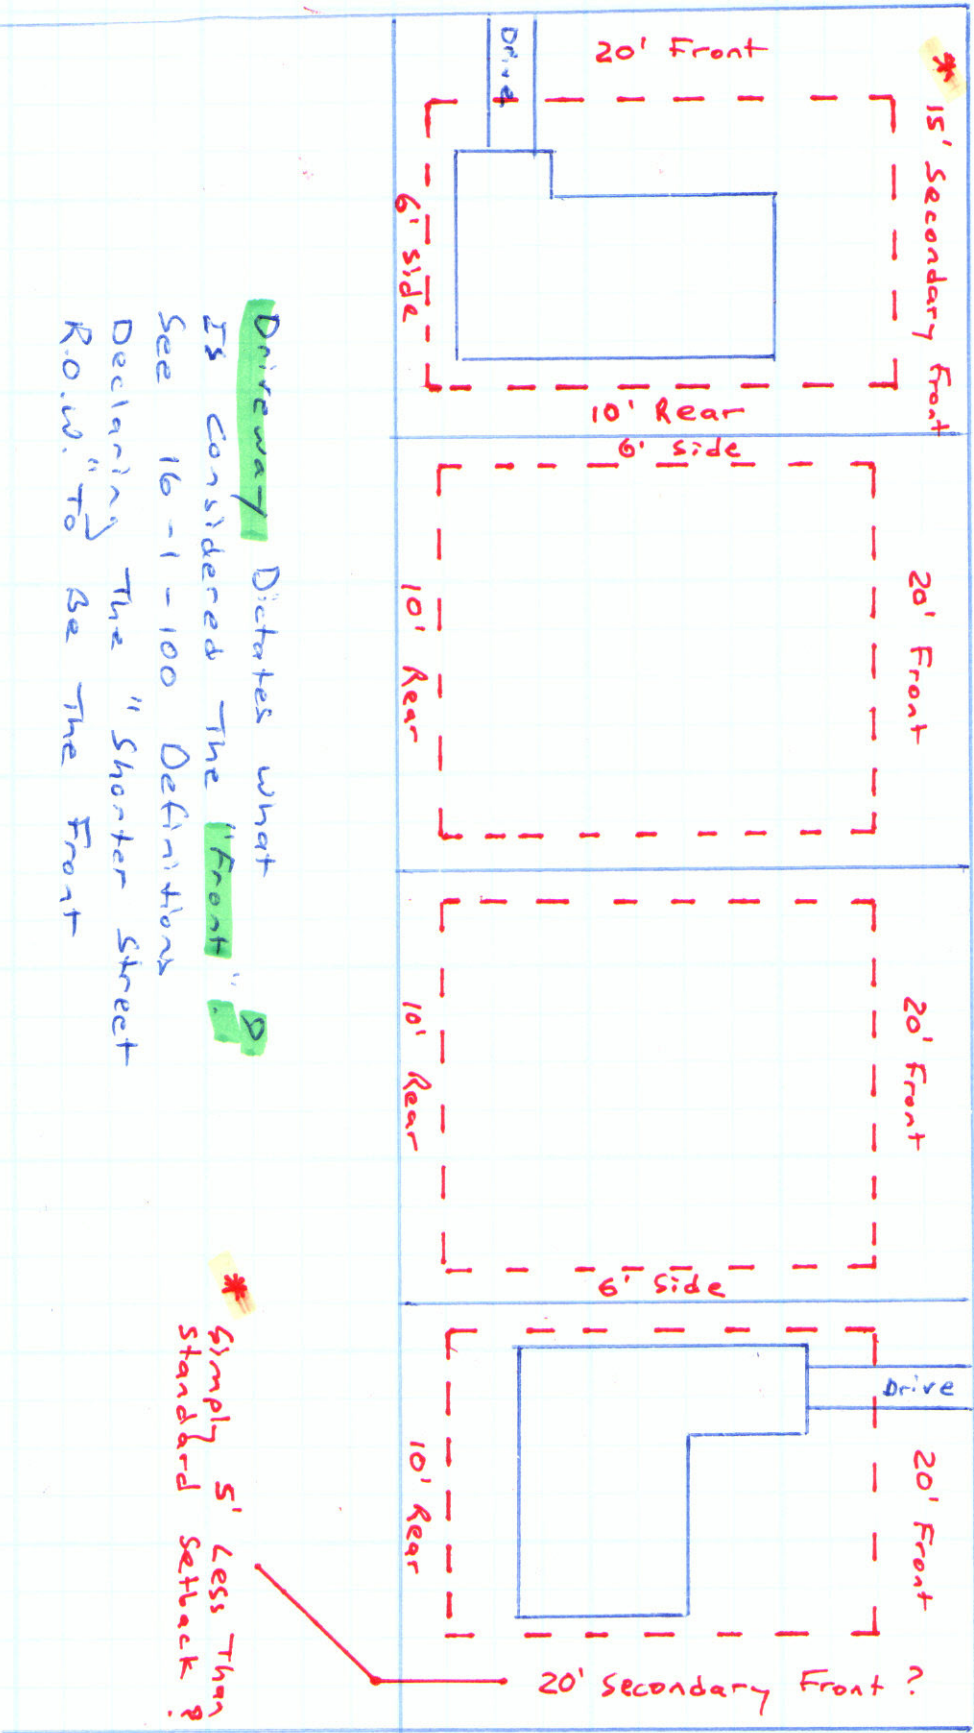 * 15' Secondary Front
20' Front
Drive
6' side
10' Rear
6' side
20' Front
10' Rear
20' Front
10' Rear
6' Side
Drive
20' Front
10' Rear
20' Secondary Front ?
* Simply 5' Less Than
Standard Setback ?
Driveway Dictates what
Is Considered The "Front". ?
See 16-1-100 Definitions
Declaring The "Shorter Street
R.O.W." To Be The Front